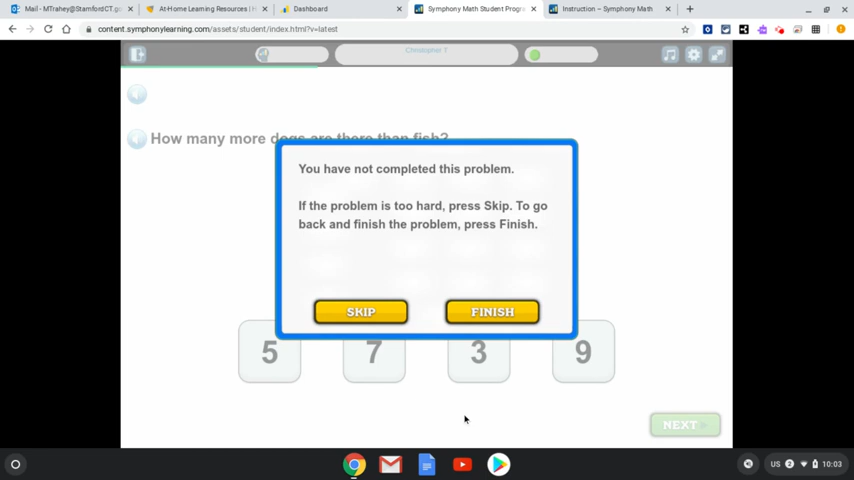 Mail - MTrahey@StamfordCT.go
At-Home Learning Resources
Dashboard
Symphony Math Student Progr
Instruction – Symphony Math
content.symphonylearning.com/assets/student/index.html?v=latest
Christopher T
How many more dogs are there than fish?
You have not completed this problem.
If the problem is too hard, press Skip. To go
back and finish the problem, press Finish.
SKIP
FINISH
5
7
3
9
NEXT
US
2
10:03